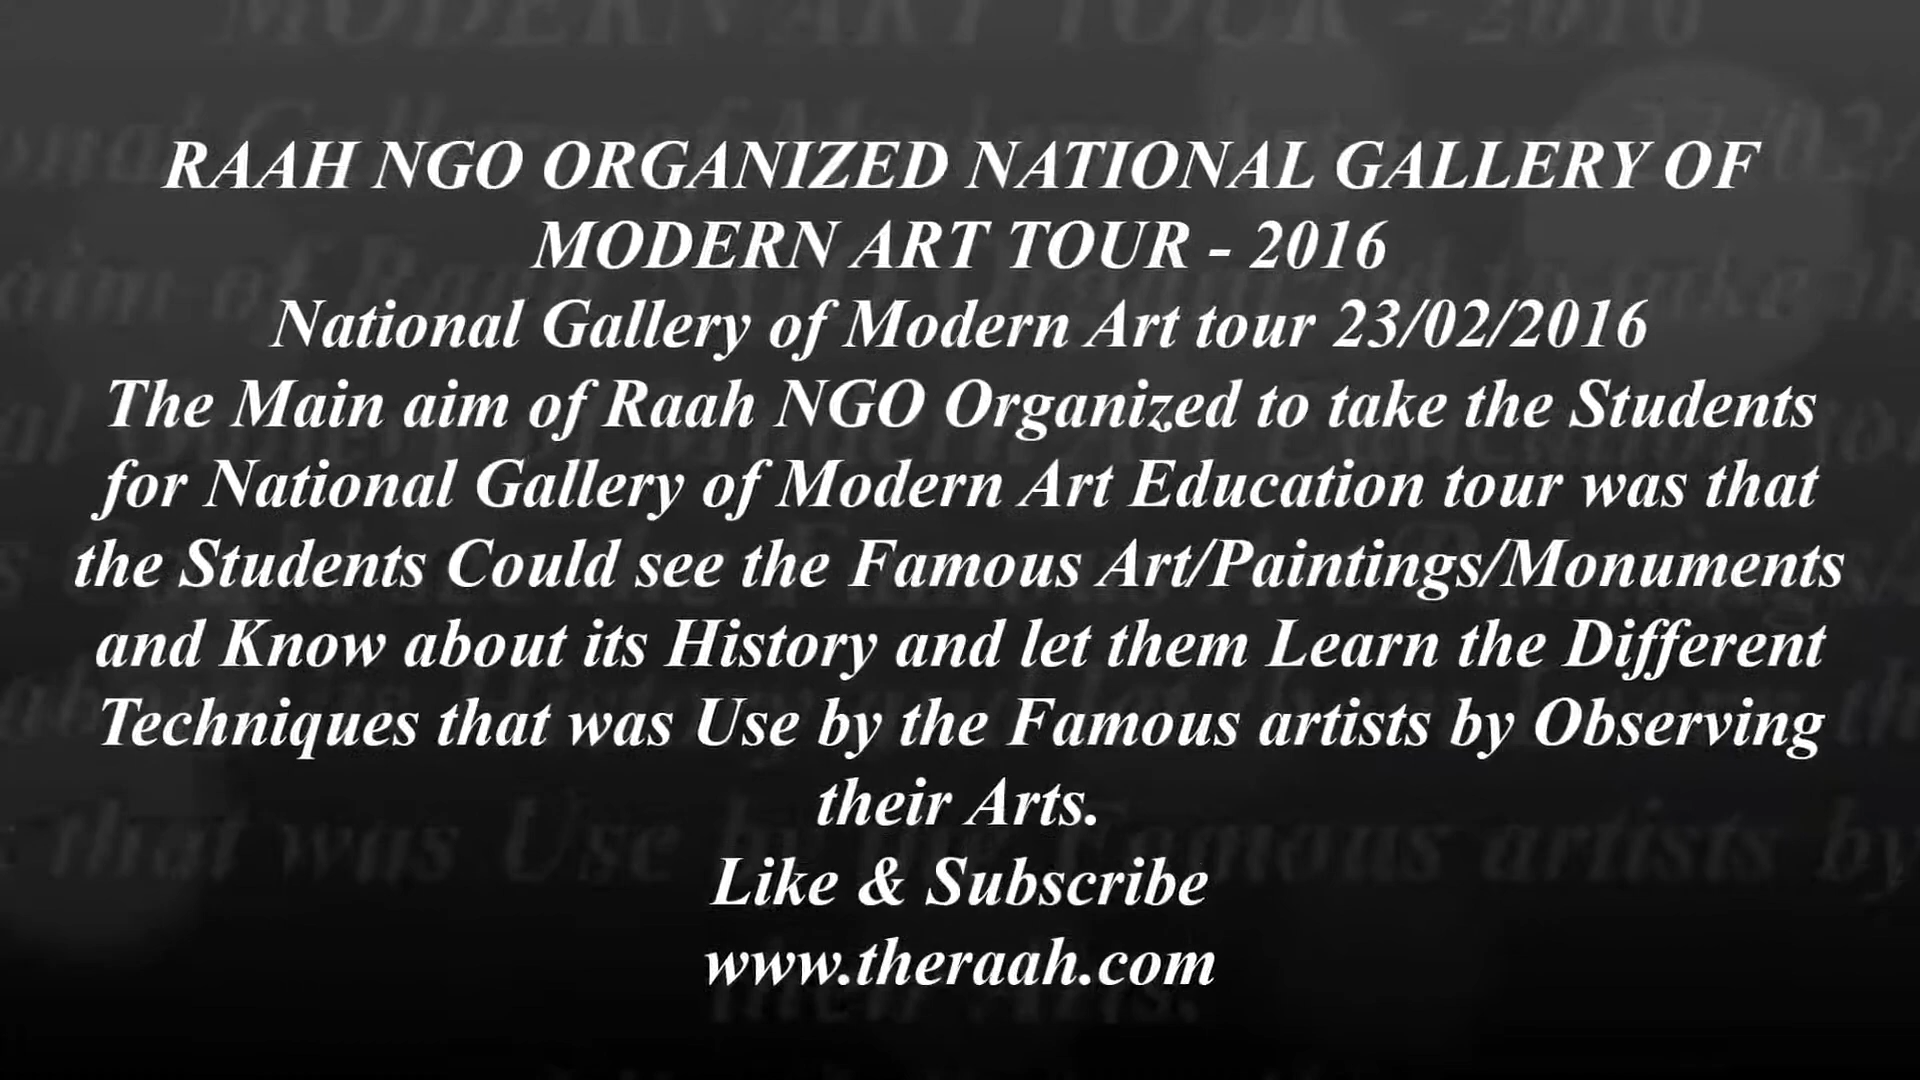 RAAH NGO ORGANIZED NATIONAL GALLERY OF
MODERN ART TOUR - 2016
National Gallery of Modern Art tour 23/02/2016
The Main aim of Raah NGO Organized to take the Students
for National Gallery of Modern Art Education tour was that
the Students Could see the Famous Art/Paintings/Monuments
and Know about its History and let them Learn the Different
Techniques that was Use by the Famous artists by Observing
their Arts.
Like & Subscribe
www.theraah.com